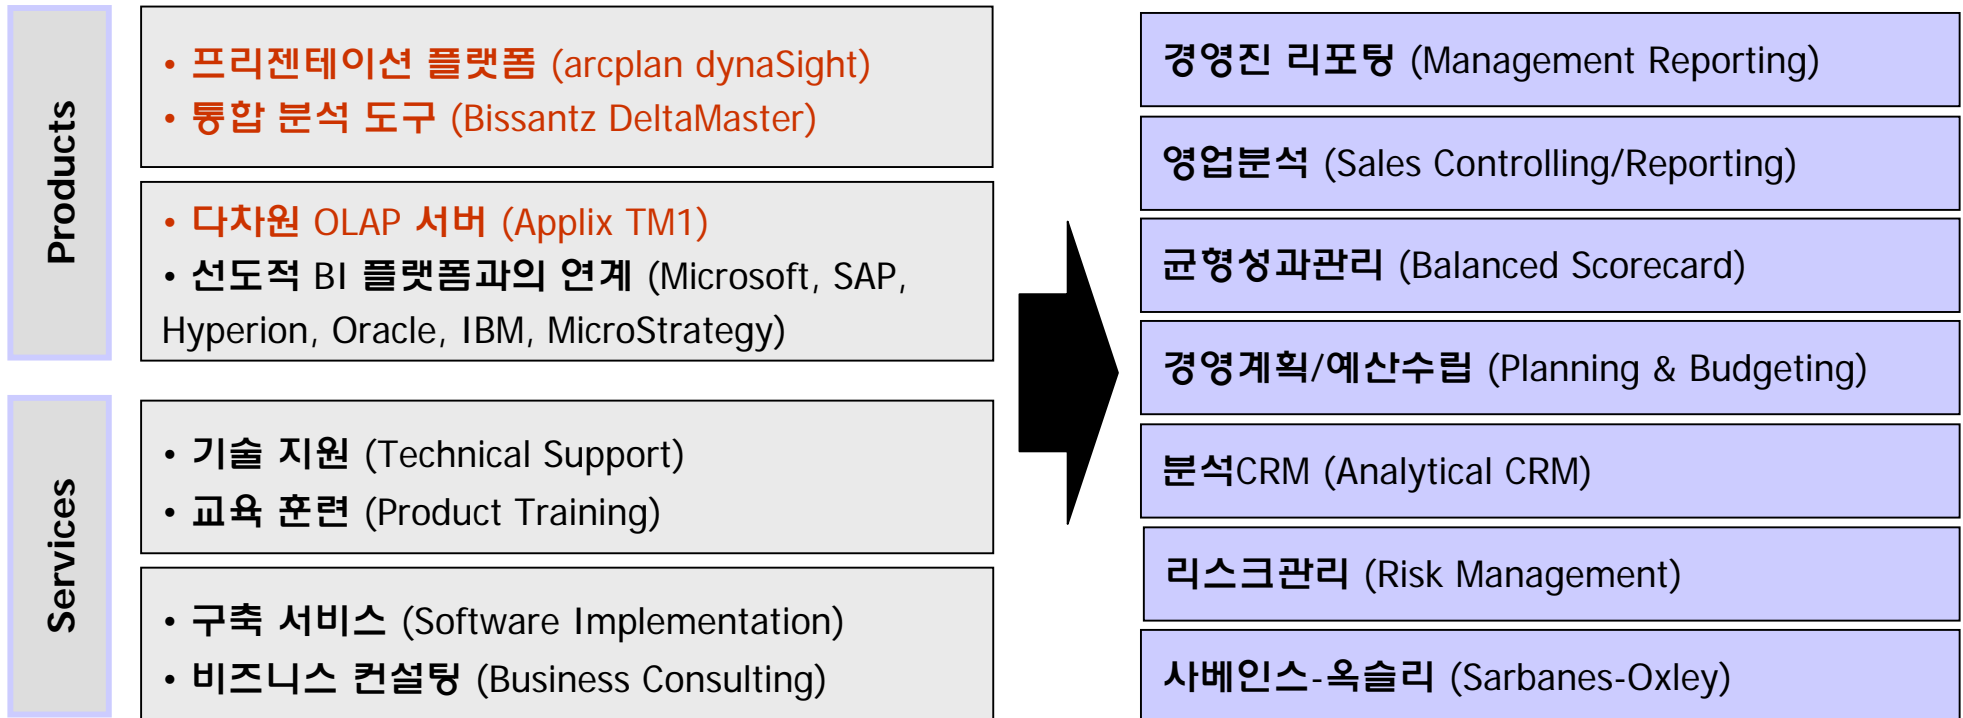 Products
• 프리젠테이션 플랫폼 (arcplan dynaSight)
• 통합 분석 도구 (Bissantz DeltaMaster)
• 다차원 OLAP 서버 (Applix TM1)
• 선도적 BI 플랫폼과의 연계 (Microsoft, SAP,
Hyperion, Oracle, IBM, MicroStrategy)
Services
• 기술 지원 (Technical Support)
• 교육 훈련 (Product Training)
• 구축 서비스 (Software Implementation)
• 비즈니스 컨설팅 (Business Consulting)
경영진 리포팅 (Management Reporting)
영업분석 (Sales Controlling/Reporting)
균형성과관리 (Balanced Scorecard)
경영계획/예산수립 (Planning & Budgeting)
분석CRM (Analytical CRM)
리스크관리 (Risk Management)
사베인스-옥슬리 (Sarbanes-Oxley)